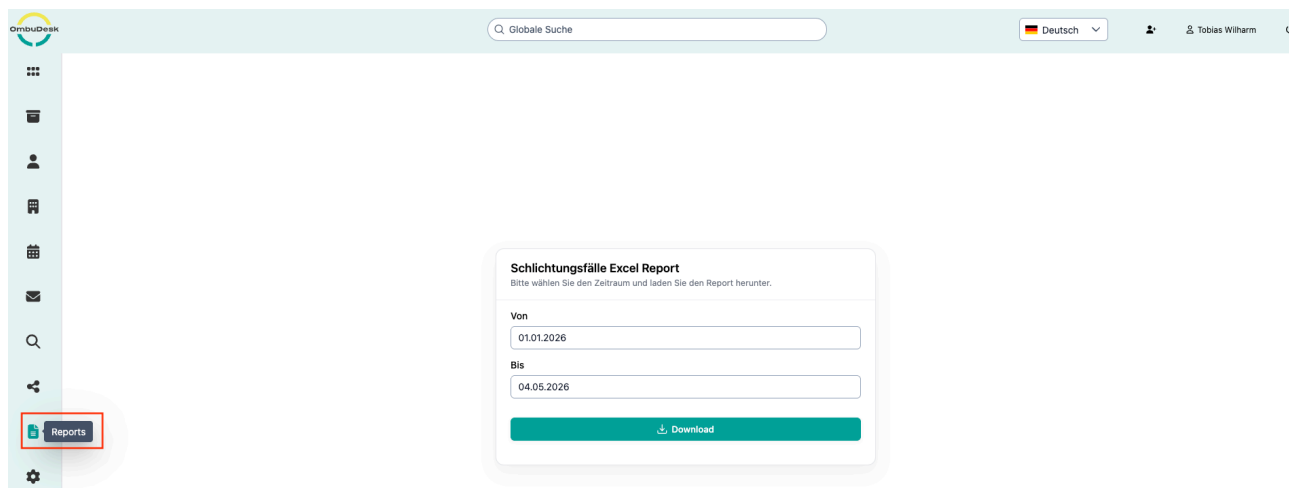 OmbuDesk
Globale Suche
Deutsch
Tobias Wilharm
Schlichtungsfälle Excel Report
Bitte wählen Sie den Zeitraum und laden Sie den Report herunter.
Von
01.01.2026
Bis
04.05.2026
Download
Reports